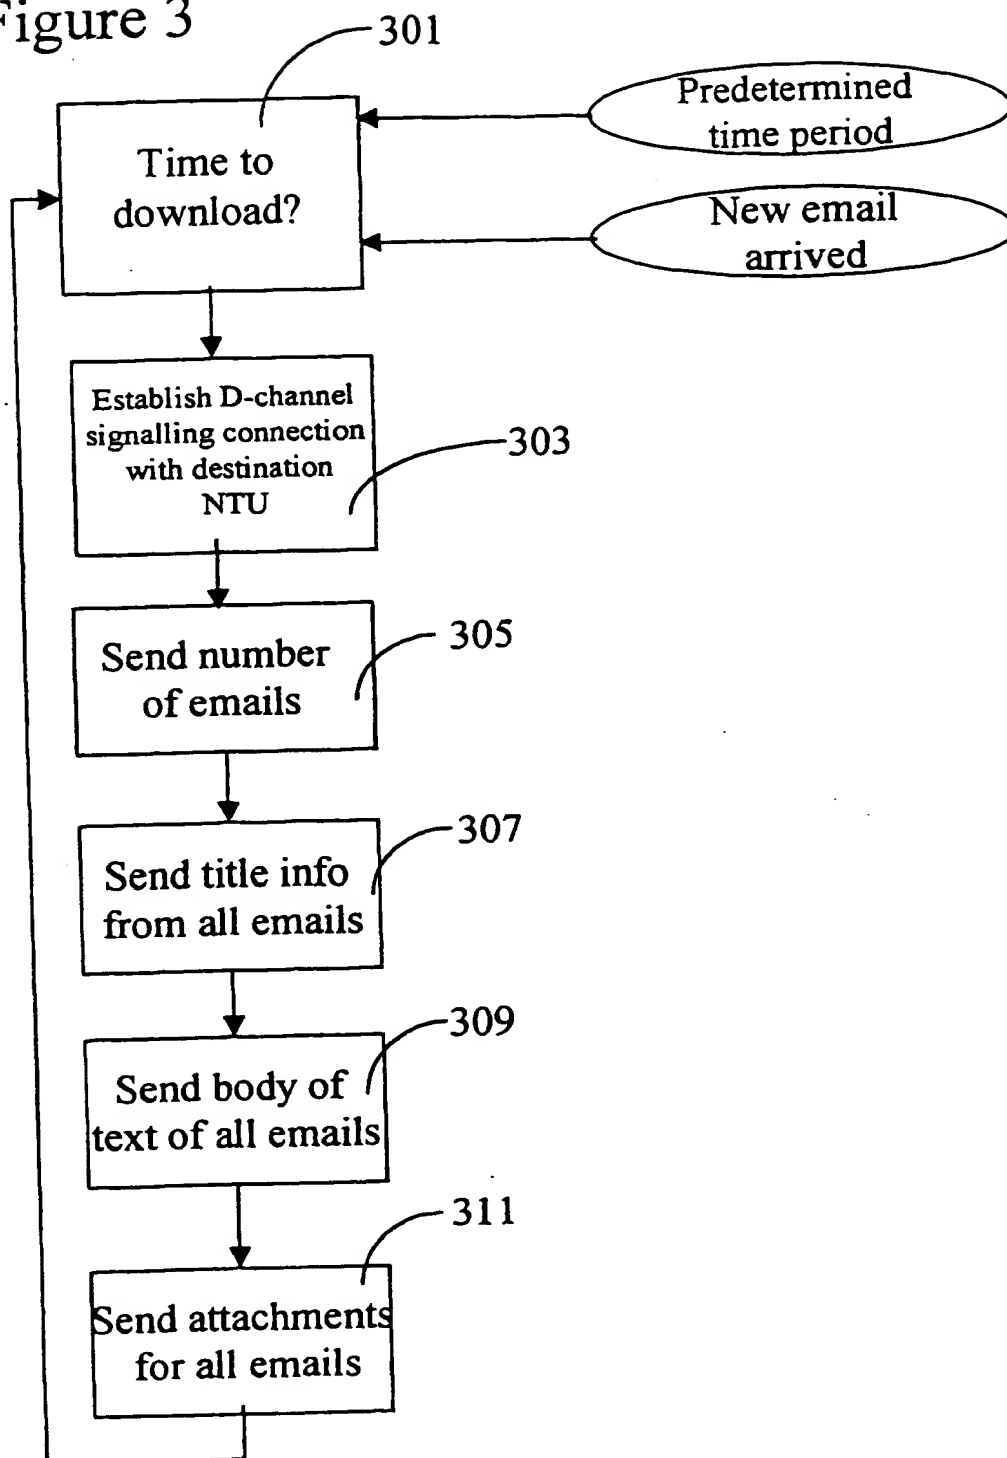 Figure 3
301
Predetermined
time period
Time to
download?
New email
arrived
Establish D-channel
signalling connection
with destination
NTU
303
Send number
of emails
305
Send title info
from all emails
307
Send body of
text of all emails
309
Send attachments
for all emails
311